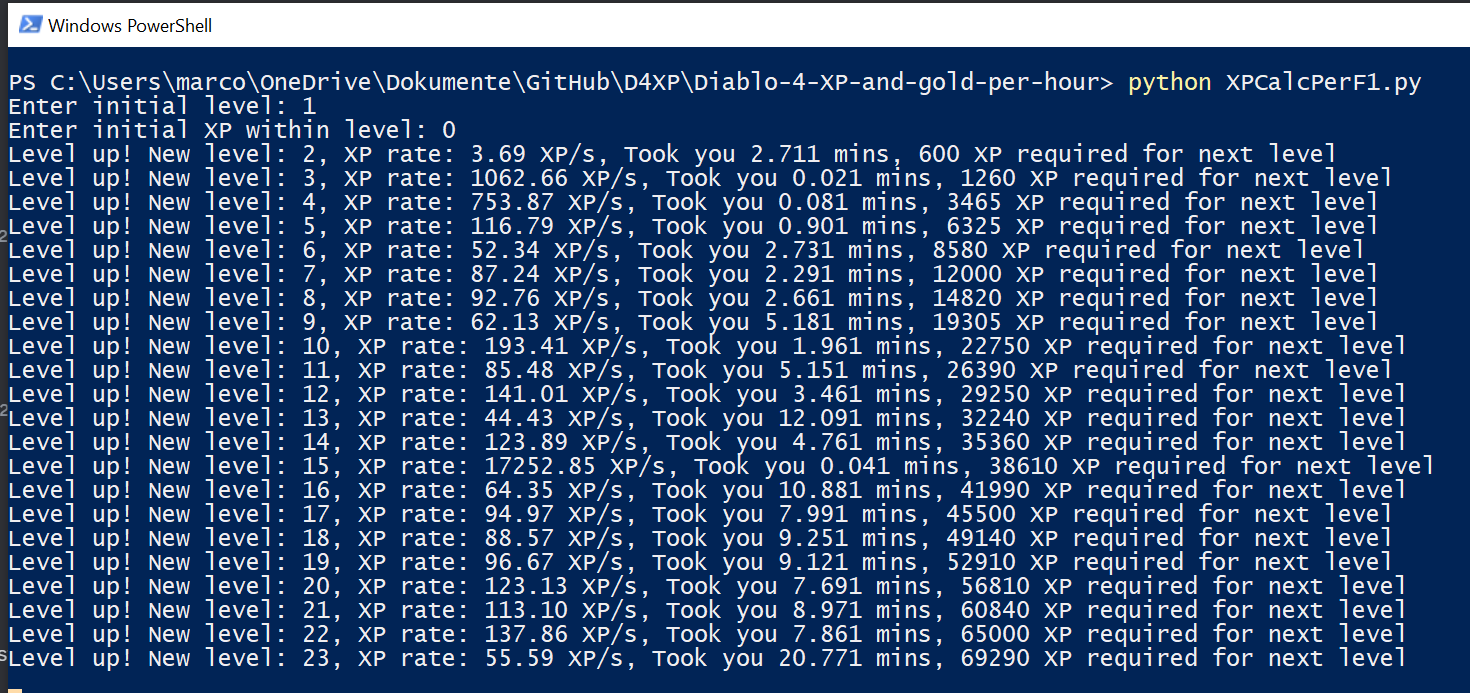 Windows PowerShell
PS C:\Users\marco\OneDrive\Dokumente\GitHub\D4XP\Diablo-4-XP-and-gold-per-hour> python XPCalcPerF1.py
Enter initial level: 1
Enter initial XP within level: 0
Level up! New level: 2, XP rate: 3.69 XP/s, Took you 2.711 mins, 600 XP required for next level
Level up! New level: 3, XP rate: 1062.66 XP/s, Took you 0.021 mins, 1260 XP required for next level
Level up! New level: 4, XP rate: 753.87 XP/s, Took you 0.081 mins, 3465 XP required for next level
Level up! New level: 5, XP rate: 116.79 XP/s, Took you 0.901 mins, 6325 XP required for next level
Level up! New level: 6, XP rate: 52.34 XP/s, Took you 2.731 mins, 8580 XP required for next level
Level up! New level: 7, XP rate: 87.24 XP/s, Took you 2.291 mins, 12000 XP required for next level
Level up! New level: 8, XP rate: 92.76 XP/s, Took you 2.661 mins, 14820 XP required for next level
Level up! New level: 9, XP rate: 62.13 XP/s, Took you 5.181 mins, 19305 XP required for next level
Level up! New level: 10, XP rate: 193.41 XP/s, Took you 1.961 mins, 22750 XP required for next level
Level up! New level: 11, XP rate: 85.48 XP/s, Took you 5.151 mins, 26390 XP required for next level
Level up! New level: 12, XP rate: 141.01 XP/s, Took you 3.461 mins, 29250 XP required for next level
Level up! New level: 13, XP rate: 44.43 XP/s, Took you 12.091 mins, 32240 XP required for next level
Level up! New level: 14, XP rate: 123.89 XP/s, Took you 4.761 mins, 35360 XP required for next level
Level up! New level: 15, XP rate: 17252.85 XP/s, Took you 0.041 mins, 38610 XP required for next level
Level up! New level: 16, XP rate: 64.35 XP/s, Took you 10.881 mins, 41990 XP required for next level
Level up! New level: 17, XP rate: 94.97 XP/s, Took you 7.991 mins, 45500 XP required for next level
Level up! New level: 18, XP rate: 88.57 XP/s, Took you 9.251 mins, 49140 XP required for next level
Level up! New level: 19, XP rate: 96.67 XP/s, Took you 9.121 mins, 52910 XP required for next level
Level up! New level: 20, XP rate: 123.13 XP/s, Took you 7.691 mins, 56810 XP required for next level
Level up! New level: 21, XP rate: 113.10 XP/s, Took you 8.971 mins, 60840 XP required for next level
Level up! New level: 22, XP rate: 137.86 XP/s, Took you 7.861 mins, 65000 XP required for next level
Level up! New level: 23, XP rate: 55.59 XP/s, Took you 20.771 mins, 69290 XP required for next level